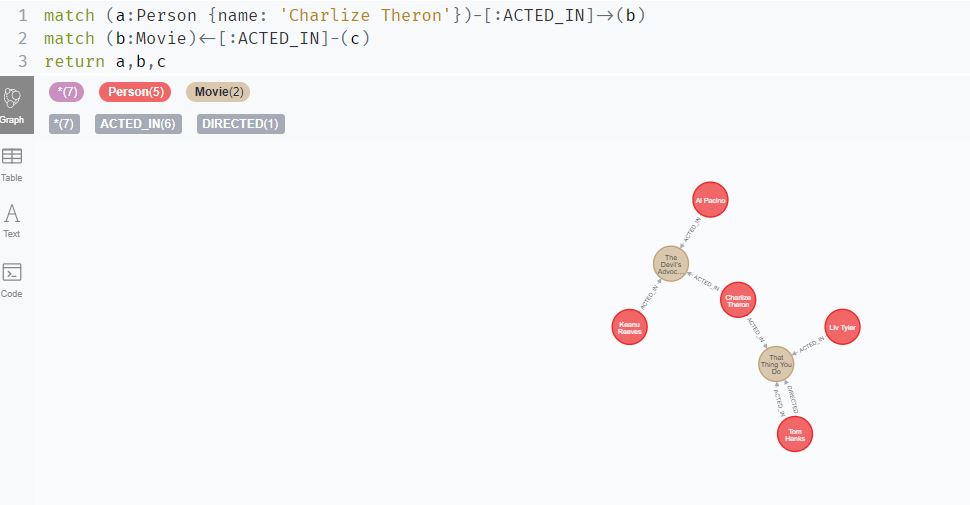 1 match (a:Person {name: 'Charlize Theron'})-[:ACTED_IN]→(b)
2 match (b:Movie)←[:ACTED_IN]-(c)
3 return a,b,c
*(7) Person(5) Movie(2)
*(7) ACTED_IN(6) DIRECTED(1)
Graph
Table
Text
Code
Al Pacino
ACTED_IN
The
Devil's
Advoc...
ACTED_IN
ACTED_IN
Charlize
Theron
Keanu
Reeves
ACTED_IN
Liv Tyler
ACTED_IN
That
Thing You
Do
ACTED_IN
DIRECTED
Tom
Hanks